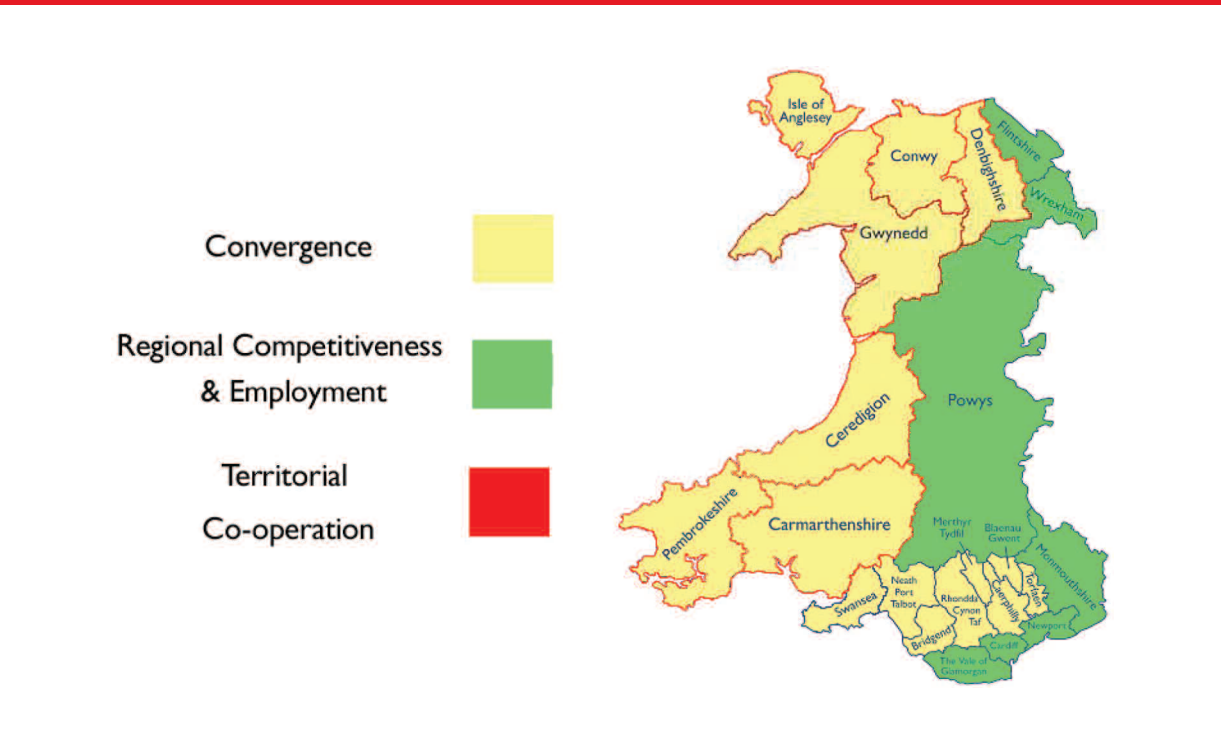 Convergence
Regional Competitiveness
& Employment
Territorial
Co-operation
Isle of
Anglesey
Conwy
Denbighshire
Flintshire
Wrexham
Gwynedd
Powys
Ceredigion
Pembrokeshire
Carmarthenshire
Merthyr
Tydfil
Blaenau
Gwent
Monmouthshire
Swansea
Neath
Port
Talbot
Bridgend
Rhondda
Cynon
Taf
Caerphilly
Torfaen
Newport
Cardiff
The Vale of
Glamorgan